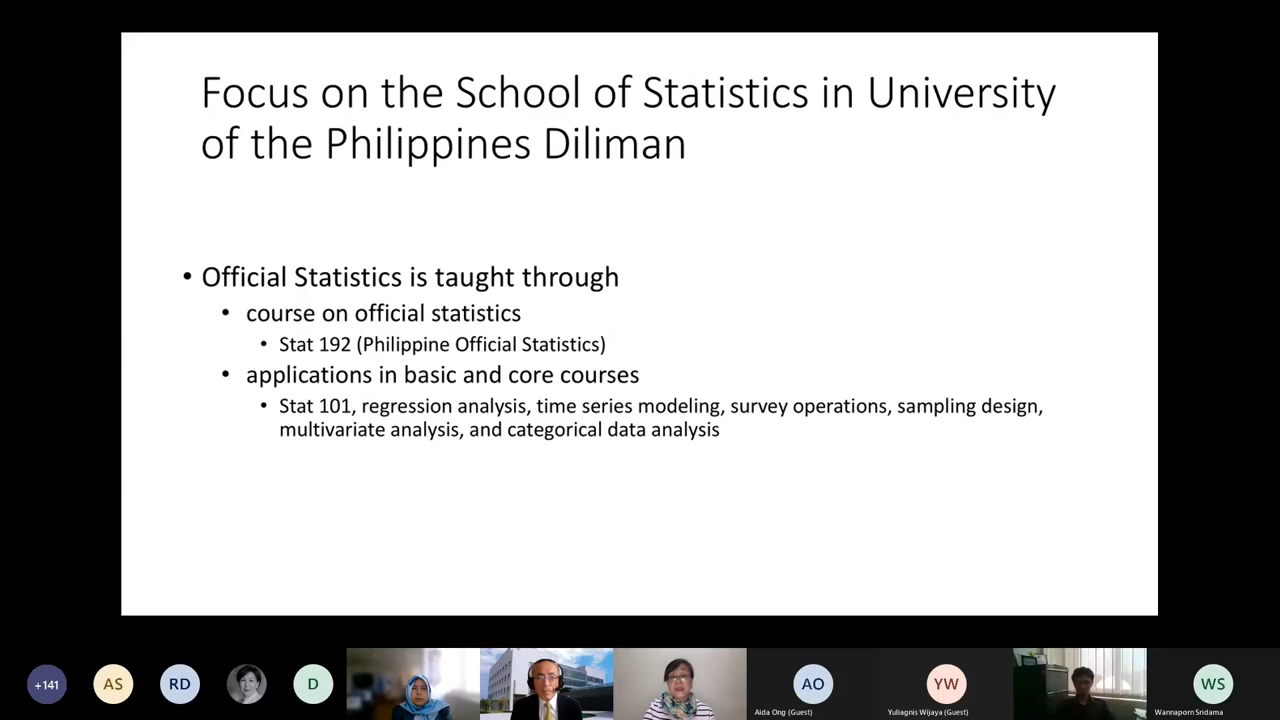 Focus on the School of Statistics in University
of the Philippines Diliman
• Official Statistics is taught through
• course on official statistics
• Stat 192 (Philippine Official Statistics)
• applications in basic and core courses
• Stat 101, regression analysis, time series modeling, survey operations, sampling design,
multivariate analysis, and categorical data analysis
+141
AS
RD
D
AO
Aida Ong (Guest)
YW
Yuliagnis Wijaya (Guest)
WS
Wannaporn Sridama